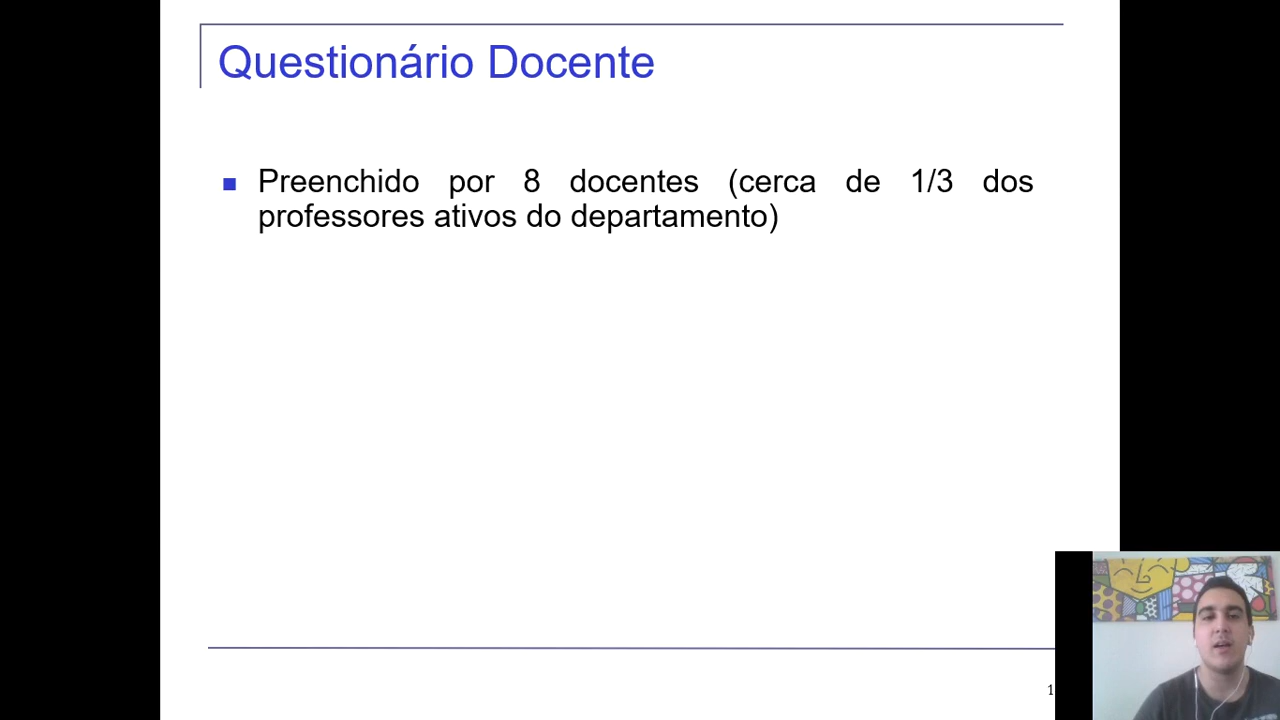 Questionário Docente
Preenchido por 8 docentes (cerca de 1/3 dos
professores ativos do departamento)